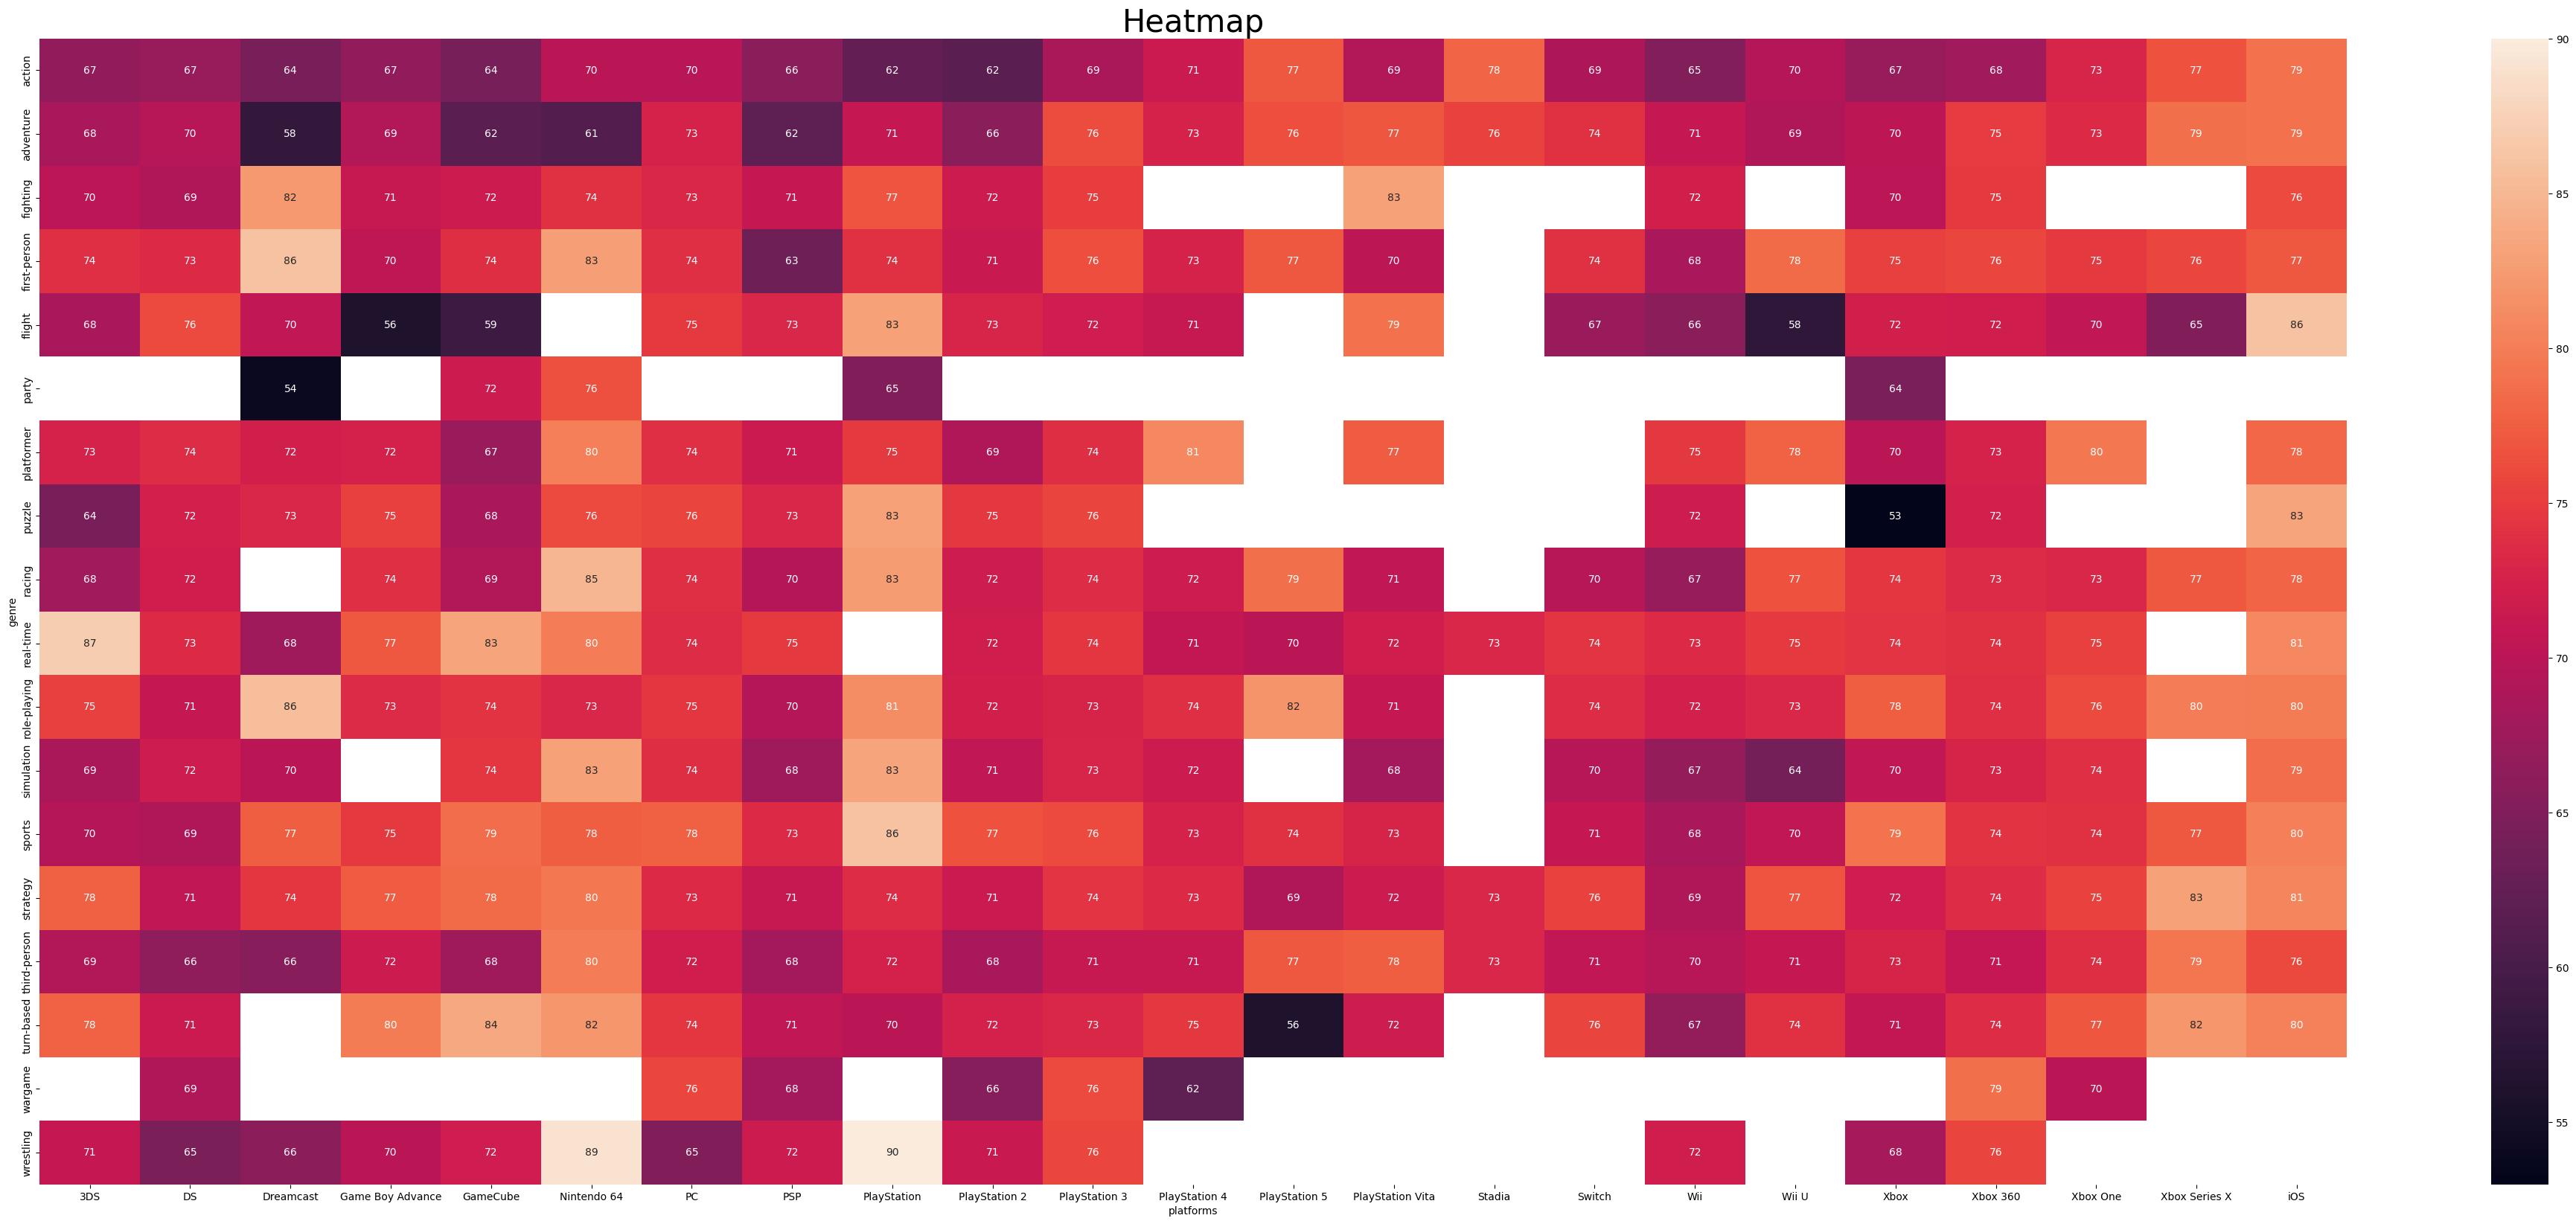 Heatmap
action 67 67 64 67 64 70 70 66 62 62 69 71 77 69 78 69 65 70 67 68 73 77 79
adventure 68 70 58 69 62 61 73 62 71 66 76 73 76 77 76 74 71 69 70 75 73 79 79
fighting 70 69 82 71 72 74 73 71 77 72 75 83 72 70 75 76
first-person 74 73 86 70 74 83 74 63 74 71 76 73 77 70 74 68 78 75 76 75 76 77
flight 68 76 70 56 59 75 73 83 73 72 71 79 67 66 58 72 72 70 65 86
party 54 72 76 65 64
platformer 73 74 72 72 67 80 74 71 75 69 74 81 77 75 78 70 73 80 78
puzzle 64 72 73 75 68 76 76 73 83 75 76 72 53 72 83
racing 68 72 74 69 85 74 70 83 72 74 72 79 71 70 67 77 74 73 73 77 78
genre
real-time 87 73 68 77 83 80 74 75 72 74 71 70 72 73 74 73 75 74 74 75 81
role-playing 75 71 86 73 74 73 75 70 81 72 73 74 82 71 74 72 73 78 74 76 80 80
simulation 69 72 70 74 83 74 68 83 71 73 72 68 70 67 64 70 73 74 79
sports 70 69 77 75 79 78 78 73 86 77 76 73 74 73 71 68 70 79 74 74 77 80
strategy 78 71 74 77 78 80 73 71 74 71 74 73 69 72 73 76 69 77 72 74 75 83 81
third-person 69 66 66 72 68 80 72 68 72 68 71 71 77 78 73 71 70 71 73 71 74 79 76
turn-based 78 71 80 84 82 74 71 70 72 73 75 56 72 76 67 74 71 74 77 82 80
wargame 69 76 68 66 76 62 79 70
wrestling 71 65 66 70 72 89 65 72 90 71 76 72 68 76
3DS DS Dreamcast Game Boy Advance GameCube Nintendo 64 PC PSP PlayStation PlayStation 2 PlayStation 3 PlayStation 4 PlayStation 5 PlayStation Vita Stadia Switch Wii Wii U Xbox Xbox 360 Xbox One Xbox Series X iOS
platforms
90
85
80
75
70
65
60
55